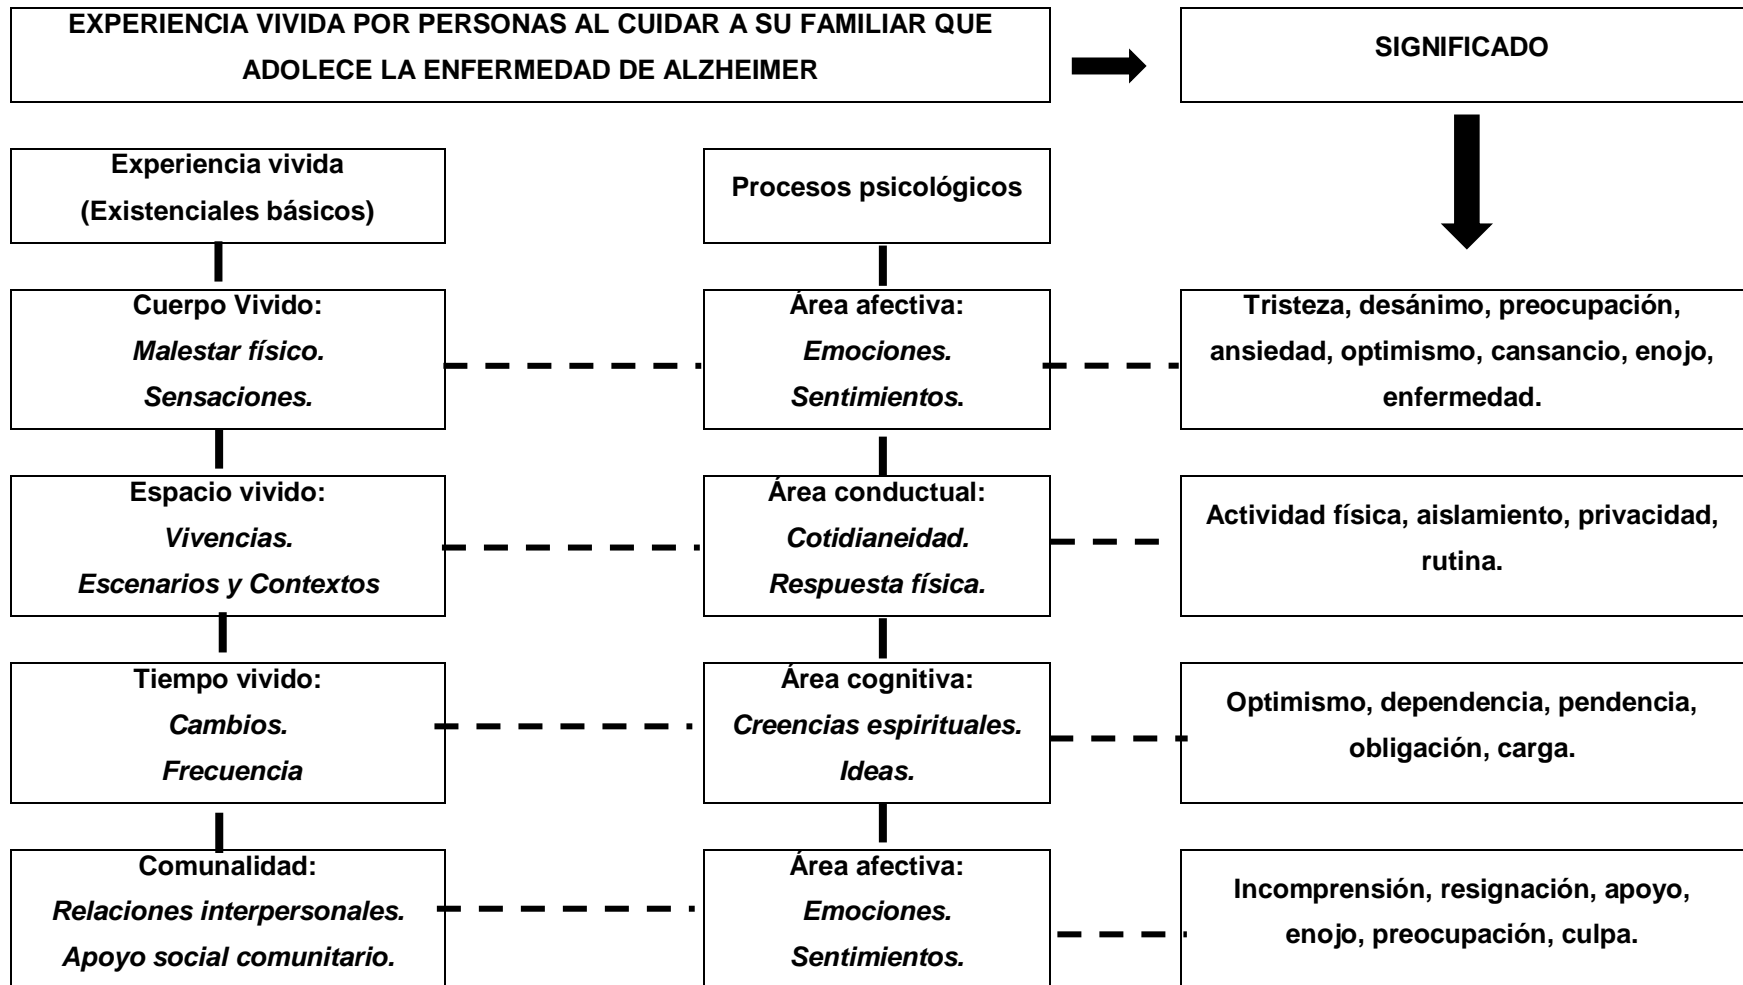 EXPERIENCIA VIVIDA POR PERSONAS AL CUIDAR A SU FAMILIAR QUE
ADOLECE LA ENFERMEDAD DE ALZHEIMER
SIGNIFICADO
Experiencia vivida
(Existenciales básicos)
Procesos psicológicos
Cuerpo Vivido:
Malestar físico.
Sensaciones.
Área afectiva:
Emociones.
Sentimientos.
Tristeza, desánimo, preocupación,
ansiedad, optimismo, cansancio, enojo,
enfermedad.
Espacio vivido:
Vivencias.
Escenarios y Contextos
Área conductual:
Cotidianeidad.
Respuesta física.
Actividad física, aislamiento, privacidad,
rutina.
Tiempo vivido:
Cambios.
Frecuencia
Área cognitiva:
Creencias espirituales.
Ideas.
Optimismo, dependencia, pendencia,
obligación, carga.
Comunalidad:
Relaciones interpersonales.
Apoyo social comunitario.
Área afectiva:
Emociones.
Sentimientos.
Incomprensión, resignación, apoyo,
enojo, preocupación, culpa.